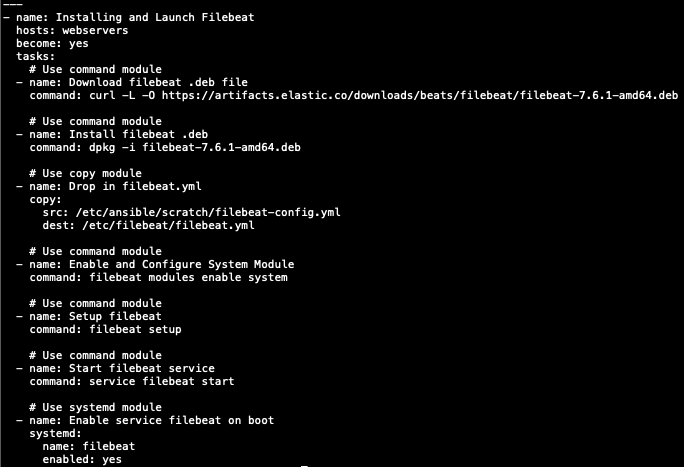 ---
- name: Installing and Launch Filebeat
  hosts: webservers
  become: yes
  tasks:
    # Use command module
  - name: Download filebeat .deb file
    command: curl -L -O https://artifacts.elastic.co/downloads/beats/filebeat/filebeat-7.6.1-amd64.deb

    # Use command module
  - name: Install filebeat .deb
    command: dpkg -i filebeat-7.6.1-amd64.deb

    # Use copy module
  - name: Drop in filebeat.yml
    copy:
      src: /etc/ansible/scratch/filebeat-config.yml
      dest: /etc/filebeat/filebeat.yml

    # Use command module
  - name: Enable and Configure System Module
    command: filebeat modules enable system

    # Use command module
  - name: Setup filebeat
    command: filebeat setup

    # Use command module
  - name: Start filebeat service
    command: service filebeat start

    # Use systemd module
  - name: Enable service filebeat on boot
    systemd:
      name: filebeat
      enabled: yes